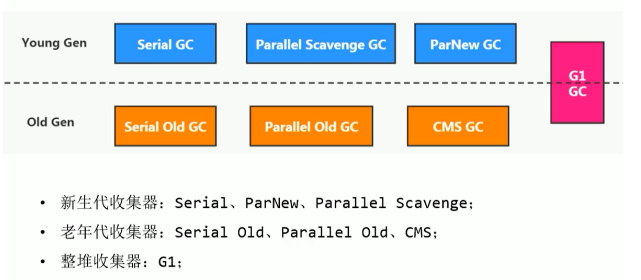 Young Gen
Serial GC
Parallel Scavenge GC
ParNew GC
G1
GC
Old Gen
Serial Old GC
Parallel Old GC
CMS GC
• 新生代收集器：Serial、ParNew、Parallel Scavenge；
• 老年代收集器：Serial Old、Parallel Old、CMS；
• 整堆收集器：G1；